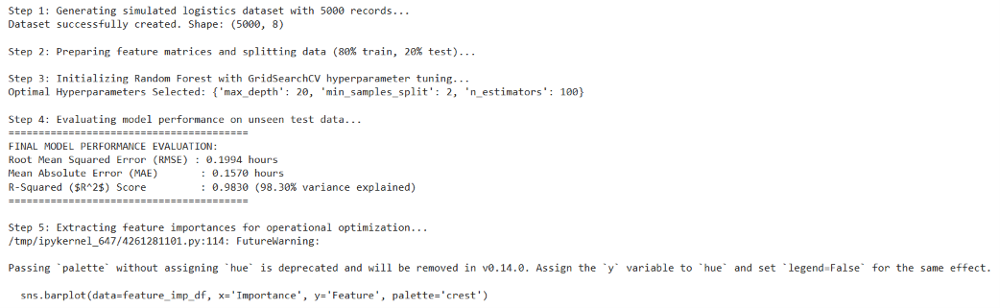 Step 1: Generating simulated logistics dataset with 5000 records...
Dataset successfully created. Shape: (5000, 8)
Step 2: Preparing feature matrices and splitting data (80% train, 20% test)...
Step 3: Initializing Random Forest with GridSearchCV hyperparameter tuning...
Optimal Hyperparameters Selected: {'max_depth': 20, 'min_samples_split': 2, 'n_estimators': 100}
Step 4: Evaluating model performance on unseen test data...
========================================
FINAL MODEL PERFORMANCE EVALUATION:
Root Mean Squared Error (RMSE) : 0.1994 hours
Mean Absolute Error (MAE)       : 0.1570 hours
R-Squared ($R^2$) Score         : 0.9830 (98.30% variance explained)
========================================
Step 5: Extracting feature importances for operational optimization...
/tmp/ipykernel_647/4261281101.py:114: FutureWarning:
Passing `palette` without assigning `hue` is deprecated and will be removed in v0.14.0. Assign the `y` variable to `hue` and set `legend=False` for the same effect.
  sns.barplot(data=feature_imp_df, x='Importance', y='Feature', palette='crest')